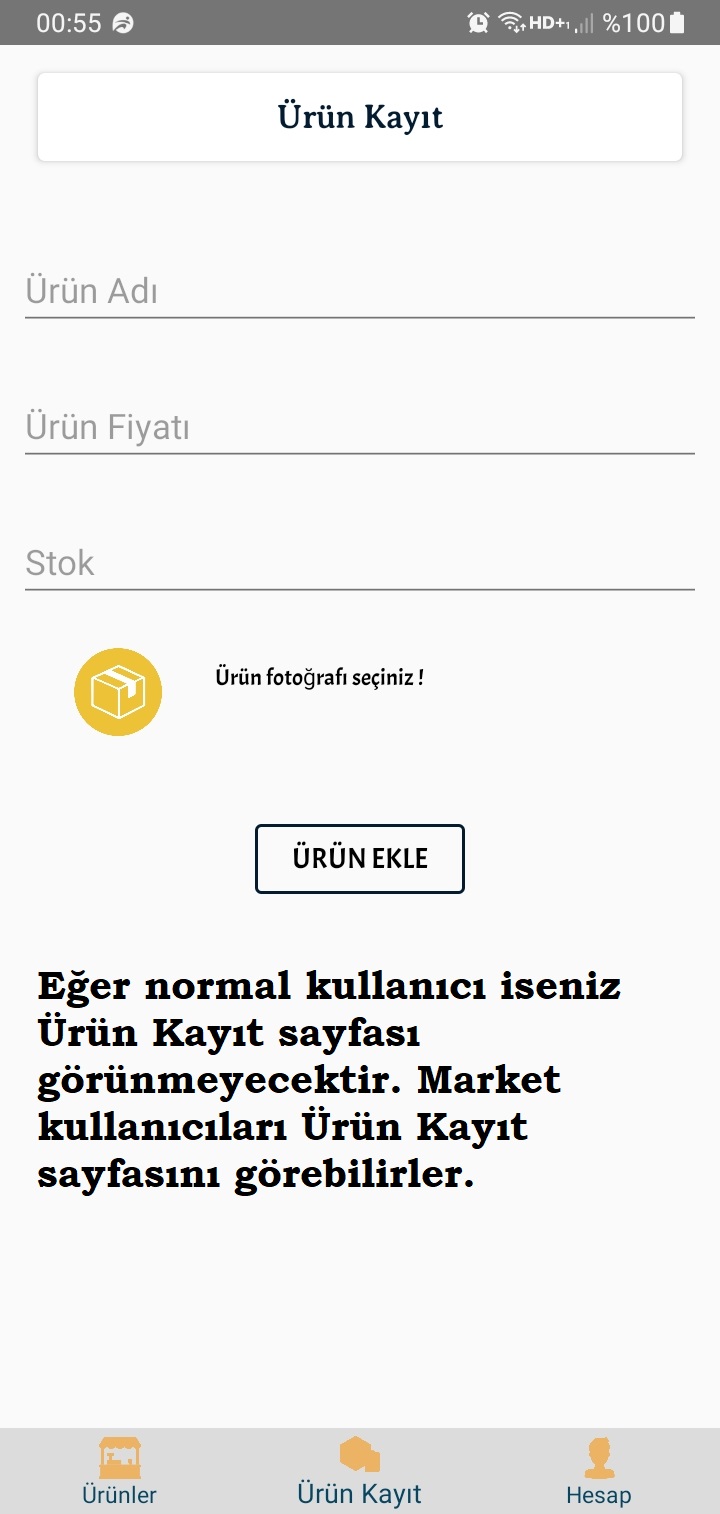 00:55 HD+1 %100
Ürün Kayıt
Ürün Adı
Ürün Fiyatı
Stok
Ürün fotoğrafı seçiniz !
ÜRÜN EKLE
Eğer normal kullanıcı iseniz
Ürün Kayıt sayfası
görünmeyecektir. Market
kullanıcıları Ürün Kayıt
sayfasını görebilirler.
Ürünler Ürün Kayıt Hesap